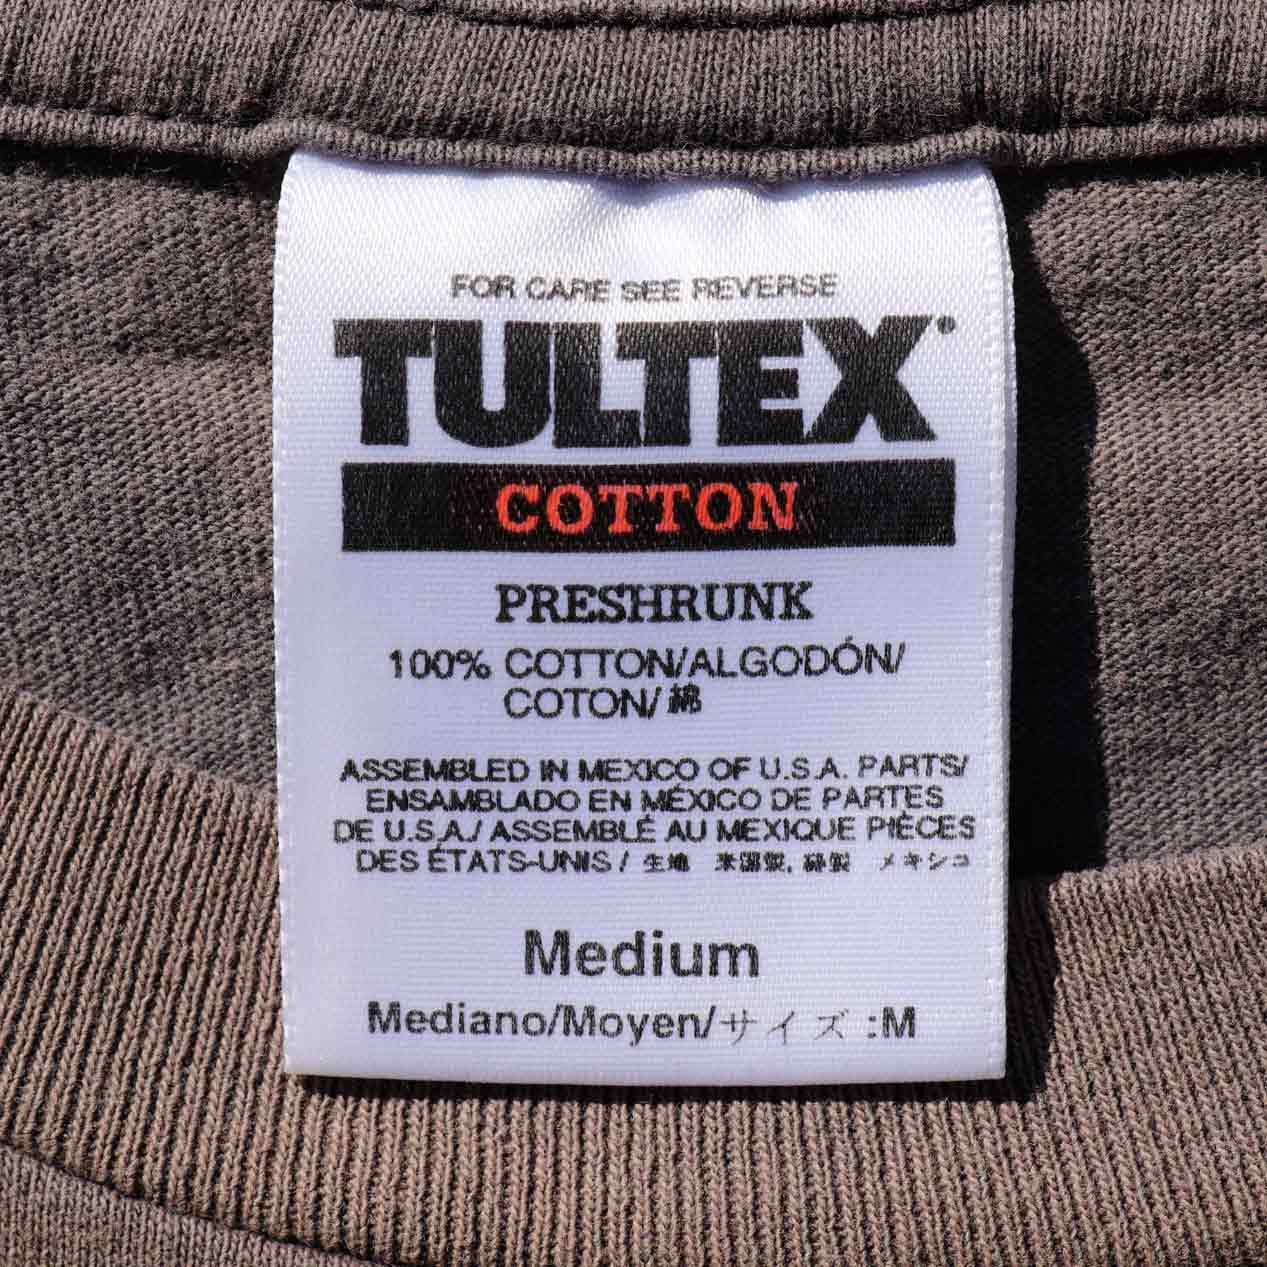 FOR CARE SEE REVERSE
TULTEX®
COTTON
PRESHRUNK
100% COTTON/ALGODÓN/
COTON/綿
ASSEMBLED IN MEXICO OF U.S.A. PARTS/
ENSAMBLADO EN MÉXICO DE PARTES
DE U.S.A./ASSEMBLÉ AU MEXIQUE PIÈCES
DES ÉTATS-UNIS/生地 米国製, 縫製 メキシコ
Medium
Mediano/Moyen/サイズ :M